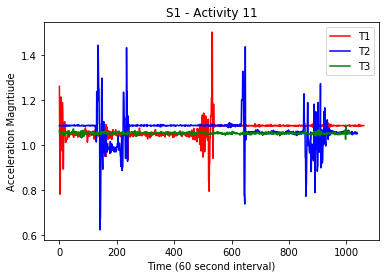 S1 - Activity 11
T1
T2
T3
1.4
1.2
1.0
0.8
0.6
Acceleration Magntiude
0 200 400 600 800 1000
Time (60 second interval)